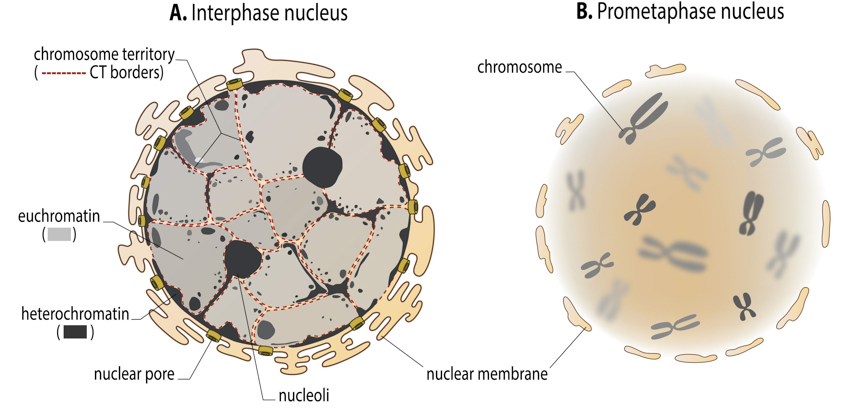 A. Interphase nucleus
chromosome territory
( -------- CT borders)
euchromatin
( )
heterochromatin
( )
nuclear pore
nucleoli
nuclear membrane
B. Prometaphase nucleus
chromosome